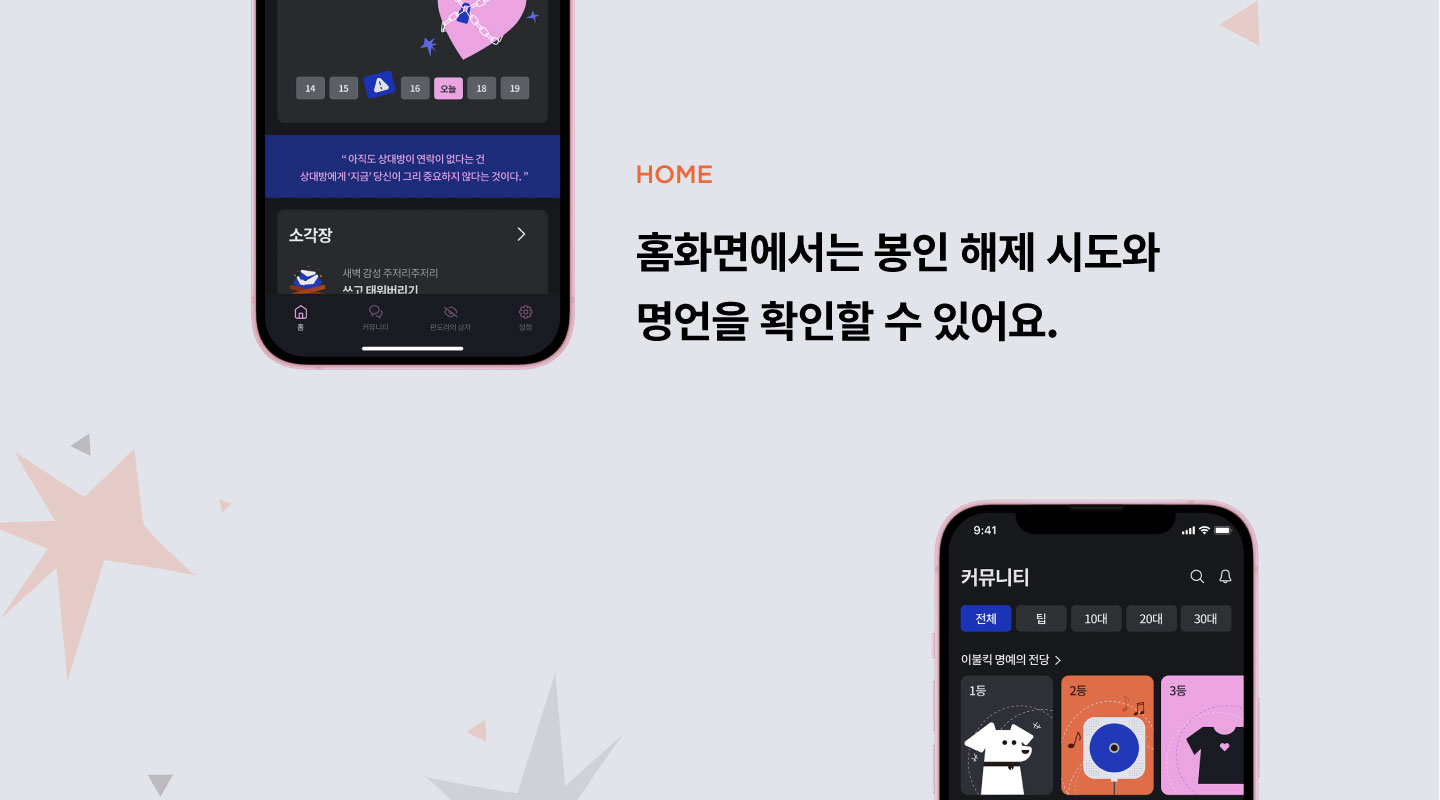 14 15 16 오늘 18 19
“ 아직도 상대방이 연락이 없다는 건
상대방에게 ‘지금’ 당신이 그리 중요하지 않다는 것이다. ”
소각장
새벽 감성 주저리주저리
쓰고 태워버리기
홈 커뮤니티 판도라의 상자 설정
HOME
홈화면에서는 봉인 해제 시도와
명언을 확인할 수 있어요.
9:41
커뮤니티
전체 팁 10대 20대 30대
이불킥 명예의 전당
1등 2등 3등